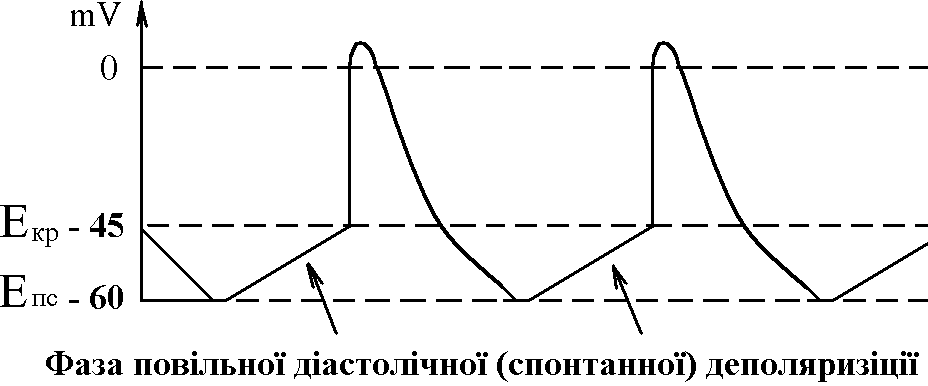 mV
0
Eкр - 45
Eпс - 60
Фаза повільної діастолічної (спонтанної) деполяризіції